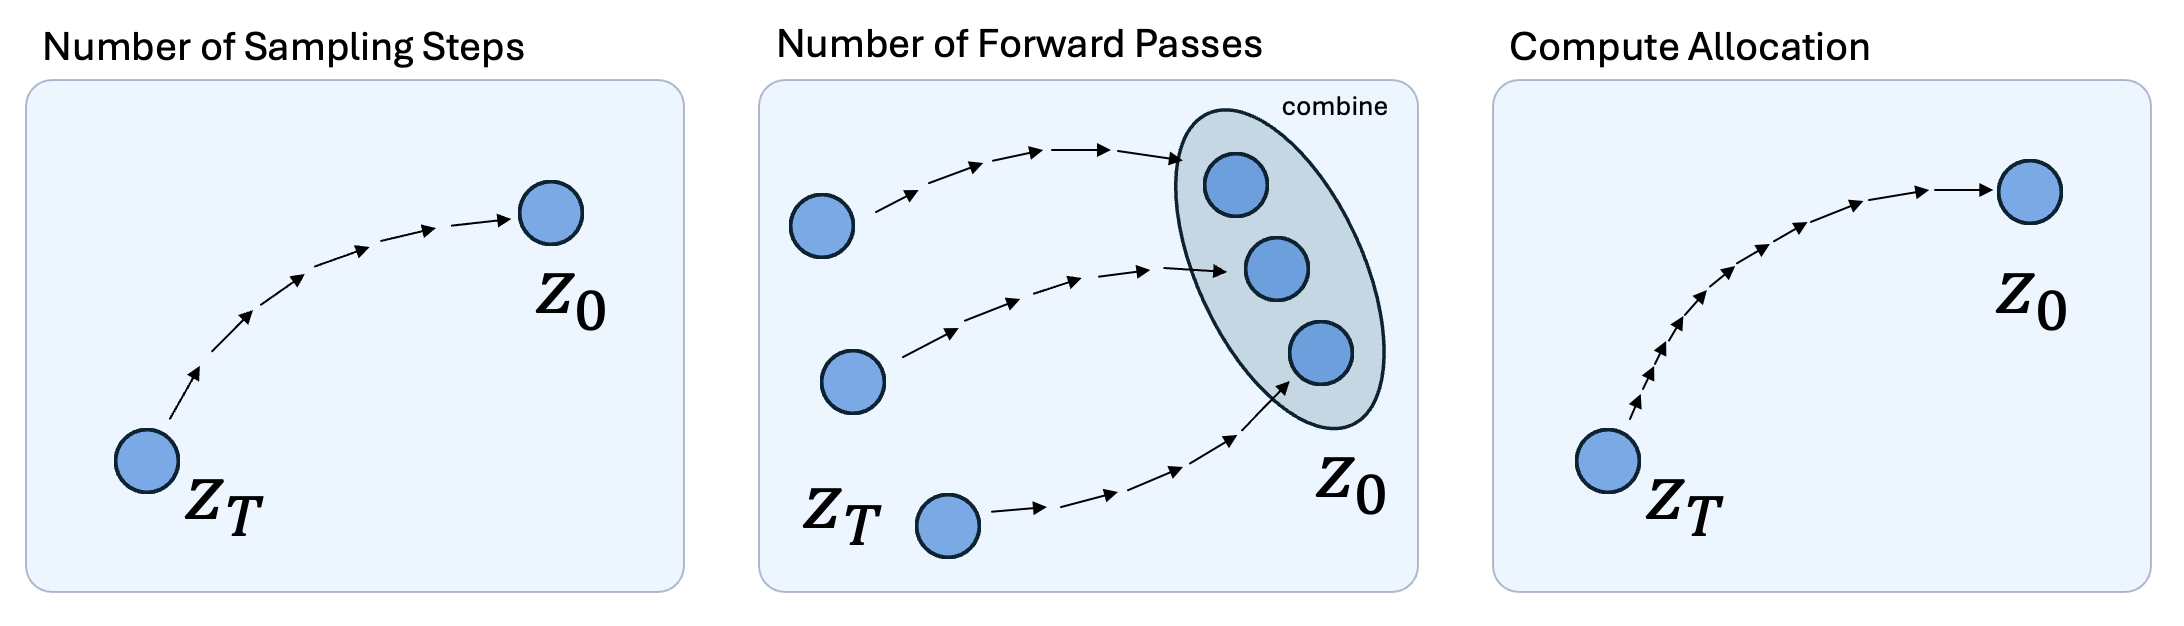 Number of Sampling Steps
z_0
z_T
Number of Forward Passes
combine
z_T
z_0
Compute Allocation
z_0
z_T